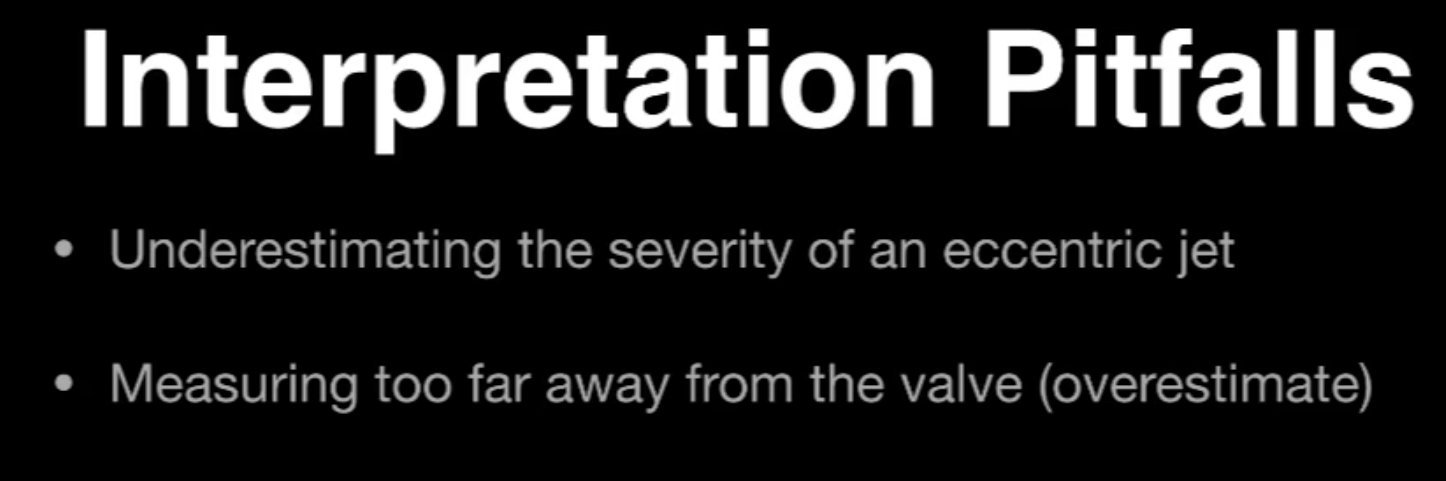 Interpretation Pitfalls
• Underestimating the severity of an eccentric jet
• Measuring too far away from the valve (overestimate)